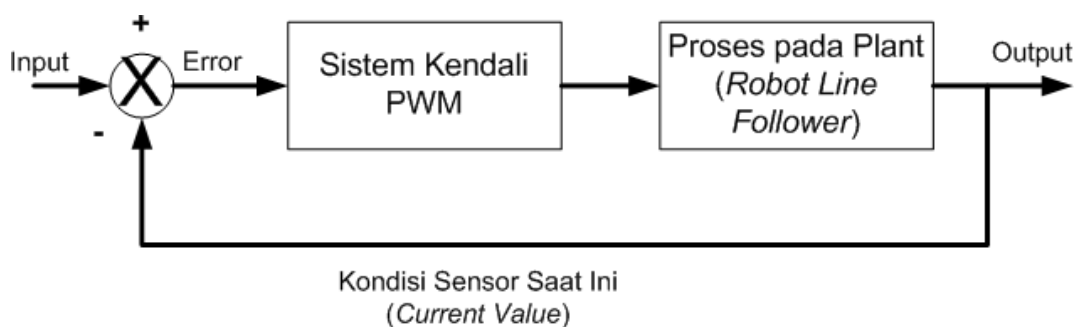 +
Input
Error
-
Sistem Kendali
PWM
Proses pada Plant
(Robot Line
Follower)
Output
Kondisi Sensor Saat Ini
(Current Value)